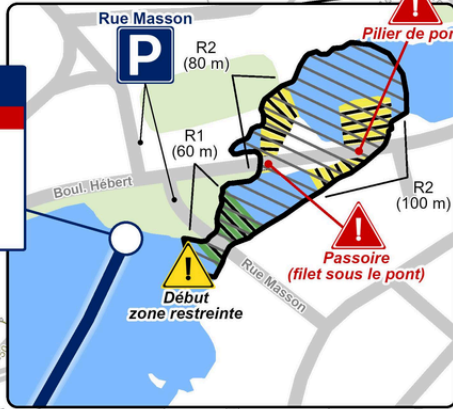 Rue Masson
P
!
Pilier de pon
R2
(80 m)
R1
(60 m)
Boul. Hébert
R2
(100 m)
!
Passoire
(filet sous le pont)
!
Rue Masson
Début
zone restreinte